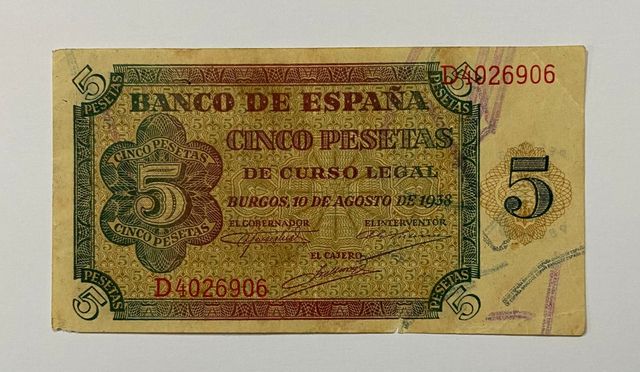 5 PESETAS
5 PESETAS
D4026906
BANCO DE ESPAÑA
CINCO PESETAS
DE CURSO LEGAL
BURGOS, 10 DE AGOSTO DE 1938
EL GOBERNADOR
EL INTERVENTOR
EL CAJERO
CINCO PESETAS
5
CINCO PESETAS
5
D4026906
PESETAS
5
PESETAS
5